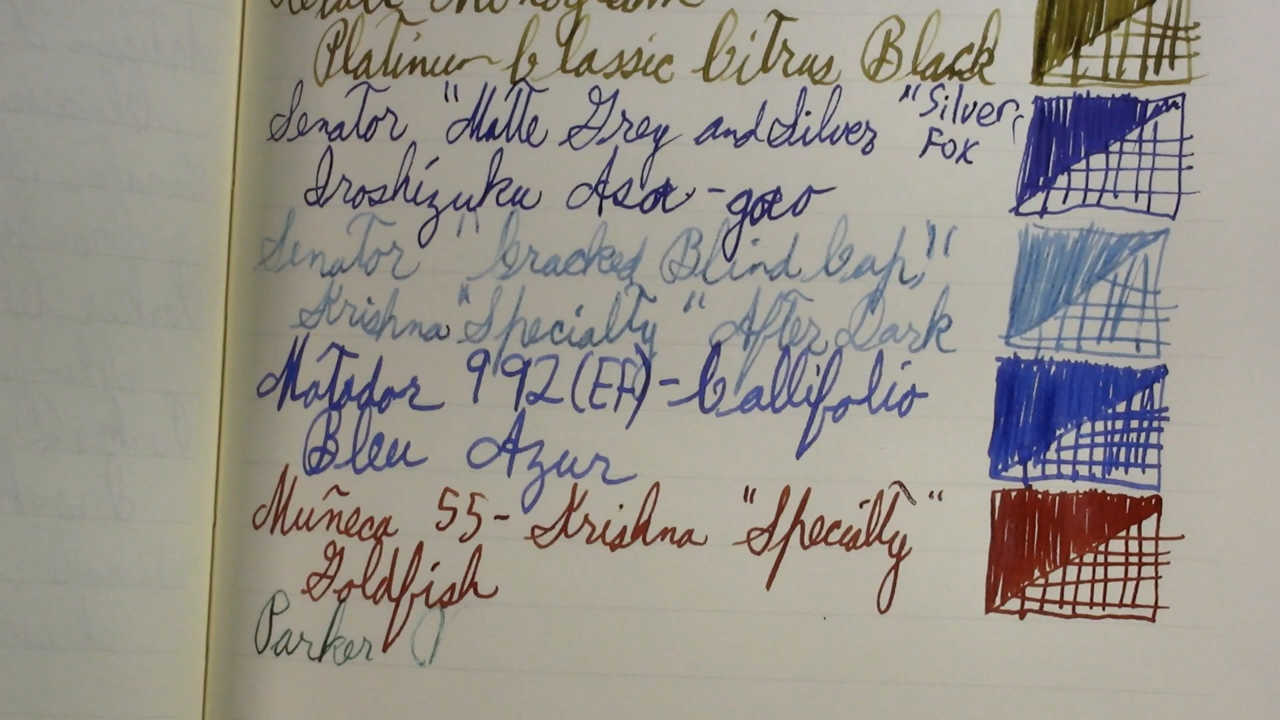 Platinum Classic Citrus Black
Senator "Matte Grey and Silver "Silver
Fox
Iroshizuku Asa-gao
Senator "Cracked Blind Cap"
Krishna "Specialty" After Dark
Matador 992 (EF) - Callifolio
Bleu Azur
Muñeca 55 - Krishna "Specialty"
Goldfish
Parker